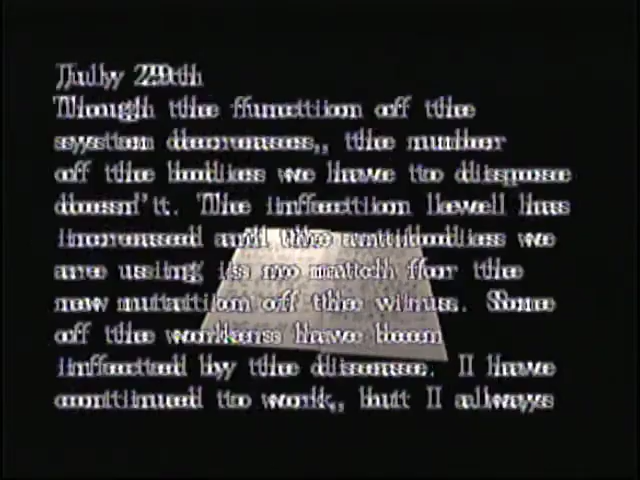 July 29th
Though the function of the
system decreases, the number
of the bodies we have to dispose
doesn't. The infection level has
increased and the antibodies we
are using is no match for the
new mutation of the virus. Some
of the workers have been
infected by the disease. I have
continued to work, but I always